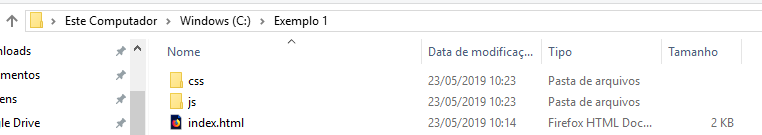 Este Computador > Windows (C:) > Exemplo 1
Nome Data de modificaç... Tipo Tamanho
nloads
css 23/05/2019 10:23 Pasta de arquivos
umentos
js 23/05/2019 10:23 Pasta de arquivos
ens
index.html 23/05/2019 10:14 Firefox HTML Doc... 2 KB
gle Drive